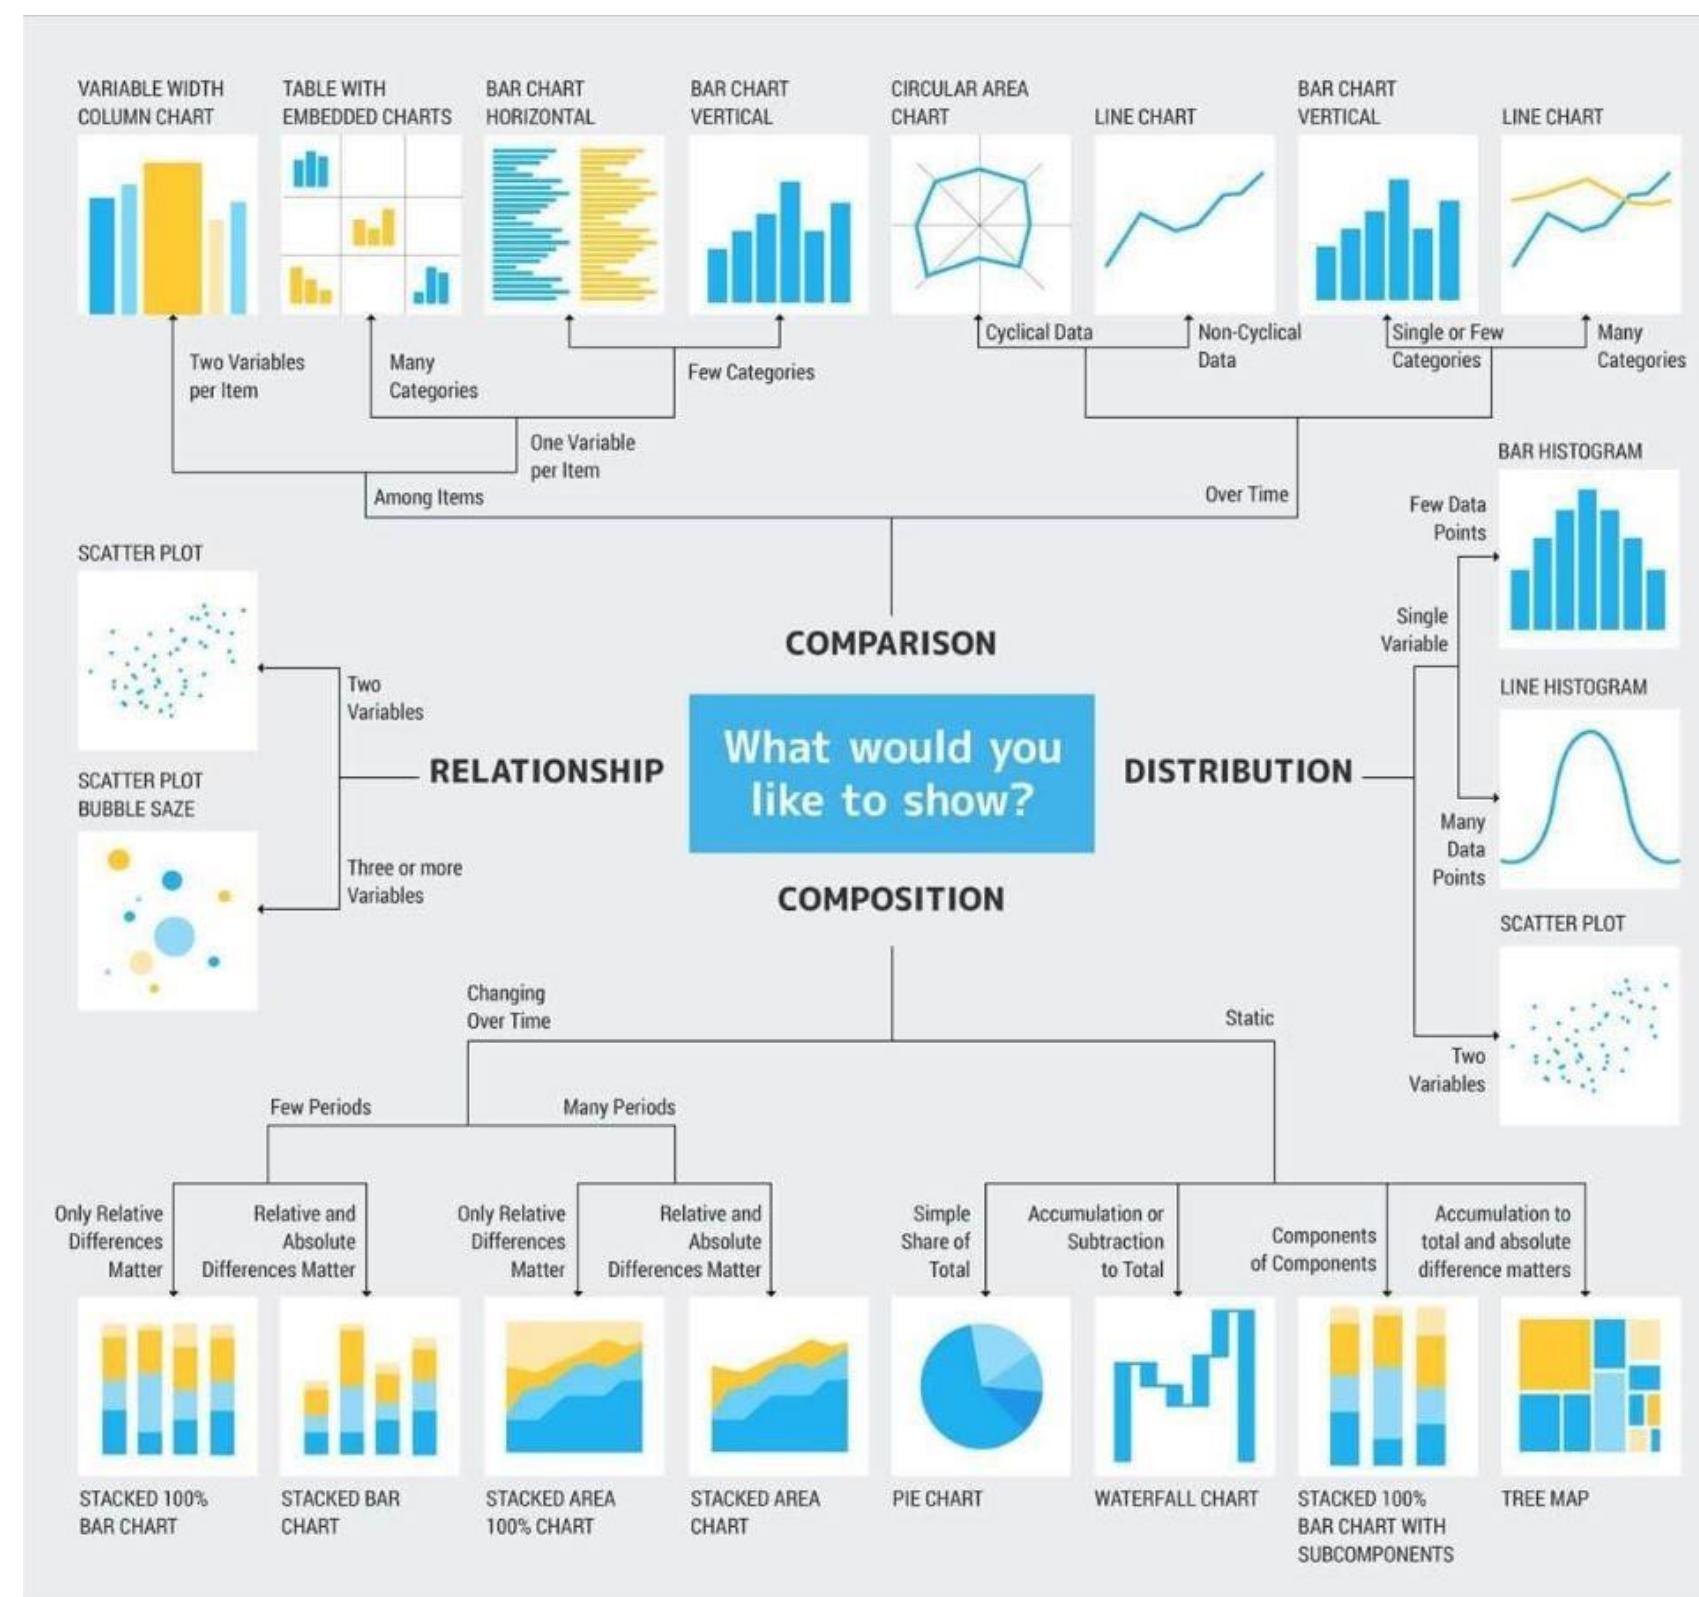 VARIABLE WIDTH
COLUMN CHART
TABLE WITH
EMBEDDED CHARTS
BAR CHART
HORIZONTAL
BAR CHART
VERTICAL
CIRCULAR AREA
CHART
LINE CHART
BAR CHART
VERTICAL
LINE CHART
Two Variables
per Item
Many
Categories
Few Categories
Cyclical Data
Non-Cyclical
Data
Single or Few
Categories
Many
Categories
One Variable
per Item
Among Items
Over Time
BAR HISTOGRAM
Few Data
Points
Single
Variable
LINE HISTOGRAM
Many
Data
Points
SCATTER PLOT
Two
Variables
SCATTER PLOT
Two
Variables
SCATTER PLOT
BUBBLE SAZE
Three or more
Variables
COMPARISON
RELATIONSHIP
What would you
like to show?
DISTRIBUTION
COMPOSITION
Changing
Over Time
Static
Few Periods
Many Periods
Only Relative
Differences
Matter
Relative and
Absolute
Differences Matter
Only Relative
Differences
Matter
Relative and
Absolute
Differences Matter
Simple
Share of
Total
Accumulation or
Subtraction
to Total
Components
of Components
Accumulation to
total and absolute
difference matters
STACKED 100%
BAR CHART
STACKED BAR
CHART
STACKED AREA
100% CHART
STACKED AREA
CHART
PIE CHART
WATERFALL CHART
STACKED 100%
BAR CHART WITH
SUBCOMPONENTS
TREE MAP